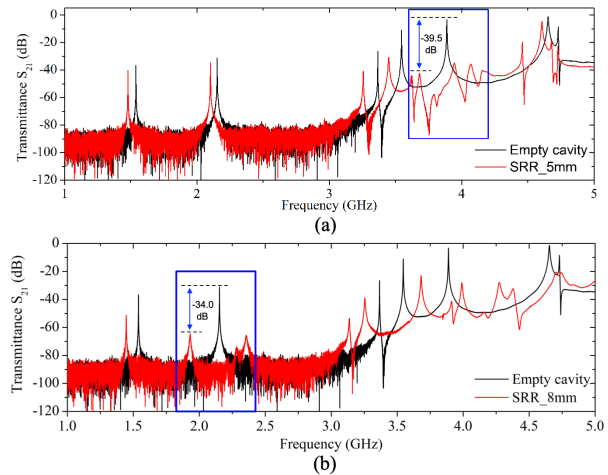 0
-20
-40
-60
-80
-100
-120
Transmittance S21 (dB)
-39.5
dB
Empty cavity
SRR_5mm
1 2 3 4 5
Frequency (GHz)
(a)
0
-20
-40
-60
-80
-100
-120
Transmittance S21 (dB)
-34.0
dB
Empty cavity
SRR_8mm
1.0 1.5 2.0 2.5 3.0 3.5 4.0 4.5 5.0
Frequency (GHz)
(b)